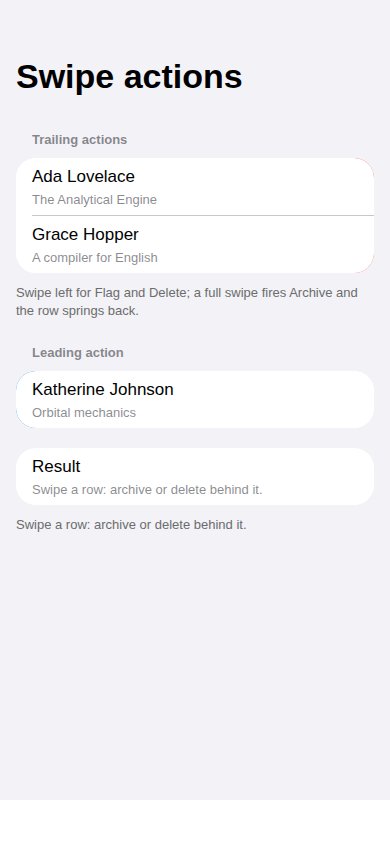 Swipe actions
Trailing actions
Ada Lovelace
The Analytical Engine
Grace Hopper
A compiler for English
Swipe left for Flag and Delete; a full swipe fires Archive and
the row springs back.
Leading action
Katherine Johnson
Orbital mechanics
Result
Swipe a row: archive or delete behind it.
Swipe a row: archive or delete behind it.